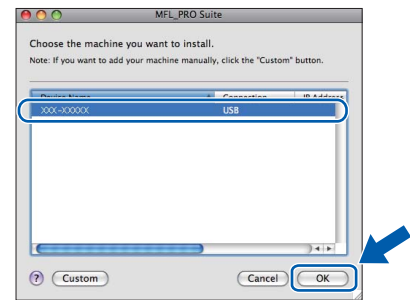 MFL_PRO Suite
Choose the machine you want to install.
Note: If you want to add your machine manually, click the "Custom" button.
Device Name Connection IP Address
XXX-XXXXX USB
? Custom Cancel OK